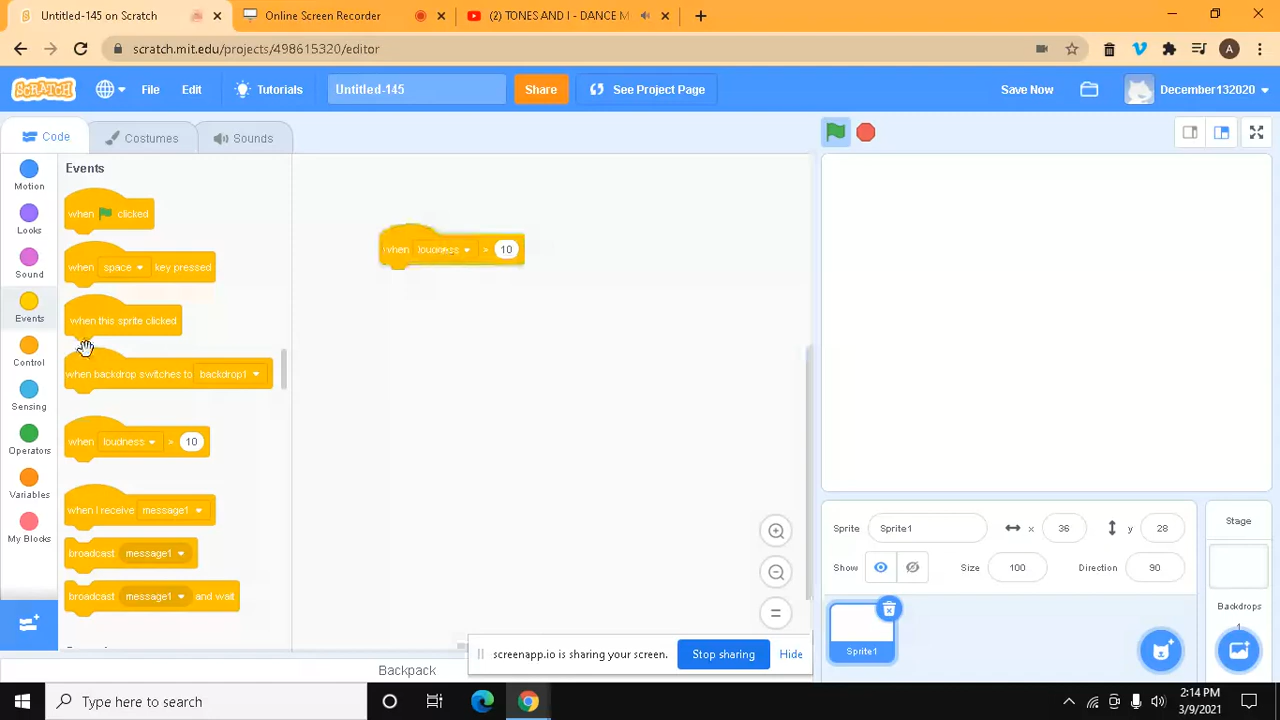 Untitled-145 on Scratch
Online Screen Recorder
(2) TONES AND I - DANCE M
scratch.mit.edu/projects/498615320/editor
A
SCRATCH
File
Edit
Tutorials
Untitled-145
Share
See Project Page
Save Now
December132020
Code
Costumes
Sounds
Motion
Looks
Sound
Events
Control
Sensing
Operators
Variables
My Blocks
Events
when clicked
when space key pressed
when this sprite clicked
when backdrop switches to backdrop1
when loudness > 10
when I receive message1
broadcast message1
broadcast message1 and wait
when loudness > 10
Sprite
Sprite1
x
36
y
28
Show
Size
100
Direction
90
Sprite1
Stage
Backdrops
1
Backpack
screenapp.io is sharing your screen.
Stop sharing
Hide
Type here to search
2:14 PM
3/9/2021